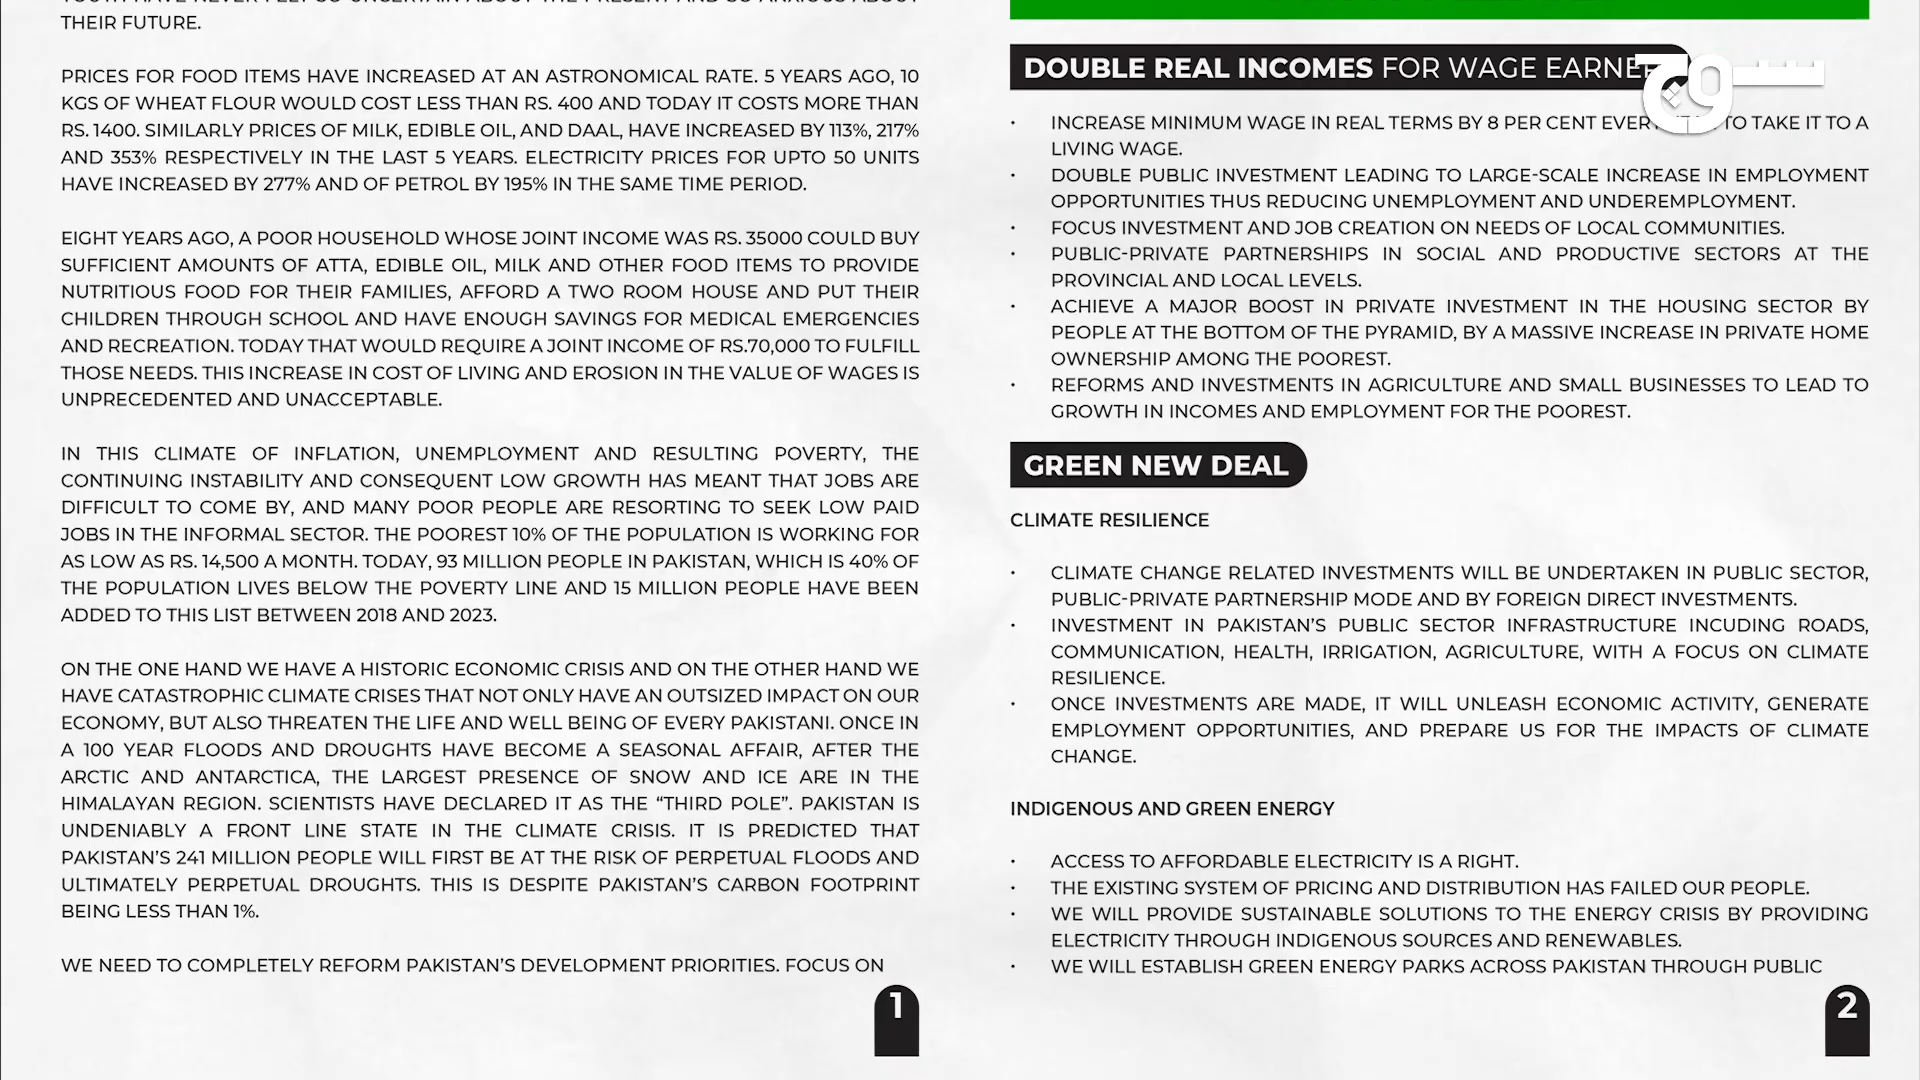 THEIR FUTURE.
PRICES FOR FOOD ITEMS HAVE INCREASED AT AN ASTRONOMICAL RATE. 5 YEARS AGO, 10
KGS OF WHEAT FLOUR WOULD COST LESS THAN RS. 400 AND TODAY IT COSTS MORE THAN
RS. 1400. SIMILARLY PRICES OF MILK, EDIBLE OIL, AND DAAL, HAVE INCREASED BY 113%, 217%
AND 353% RESPECTIVELY IN THE LAST 5 YEARS. ELECTRICITY PRICES FOR UPTO 50 UNITS
HAVE INCREASED BY 277% AND OF PETROL BY 195% IN THE SAME TIME PERIOD.
EIGHT YEARS AGO, A POOR HOUSEHOLD WHOSE JOINT INCOME WAS RS. 35000 COULD BUY
SUFFICIENT AMOUNTS OF ATTA, EDIBLE OIL, MILK AND OTHER FOOD ITEMS TO PROVIDE
NUTRITIOUS FOOD FOR THEIR FAMILIES, AFFORD A TWO ROOM HOUSE AND PUT THEIR
CHILDREN THROUGH SCHOOL AND HAVE ENOUGH SAVINGS FOR MEDICAL EMERGENCIES
AND RECREATION. TODAY THAT WOULD REQUIRE A JOINT INCOME OF RS.70,000 TO FULFILL
THOSE NEEDS. THIS INCREASE IN COST OF LIVING AND EROSION IN THE VALUE OF WAGES IS
UNPRECEDENTED AND UNACCEPTABLE.
IN THIS CLIMATE OF INFLATION, UNEMPLOYMENT AND RESULTING POVERTY, THE
CONTINUING INSTABILITY AND CONSEQUENT LOW GROWTH HAS MEANT THAT JOBS ARE
DIFFICULT TO COME BY, AND MANY POOR PEOPLE ARE RESORTING TO SEEK LOW PAID
JOBS IN THE INFORMAL SECTOR. THE POOREST 10% OF THE POPULATION IS WORKING FOR
AS LOW AS RS. 14,500 A MONTH. TODAY, 93 MILLION PEOPLE IN PAKISTAN, WHICH IS 40% OF
THE POPULATION LIVES BELOW THE POVERTY LINE AND 15 MILLION PEOPLE HAVE BEEN
ADDED TO THIS LIST BETWEEN 2018 AND 2023.
ON THE ONE HAND WE HAVE A HISTORIC ECONOMIC CRISIS AND ON THE OTHER HAND WE
HAVE CATASTROPHIC CLIMATE CRISES THAT NOT ONLY HAVE AN OUTSIZED IMPACT ON OUR
ECONOMY, BUT ALSO THREATEN THE LIFE AND WELL BEING OF EVERY PAKISTANI. ONCE IN
A 100 YEAR FLOODS AND DROUGHTS HAVE BECOME A SEASONAL AFFAIR, AFTER THE
ARCTIC AND ANTARCTICA, THE LARGEST PRESENCE OF SNOW AND ICE ARE IN THE
HIMALAYAN REGION. SCIENTISTS HAVE DECLARED IT AS THE “THIRD POLE”. PAKISTAN IS
UNDENIABLY A FRONT LINE STATE IN THE CLIMATE CRISIS. IT IS PREDICTED THAT
PAKISTAN’S 241 MILLION PEOPLE WILL FIRST BE AT THE RISK OF PERPETUAL FLOODS AND
ULTIMATELY PERPETUAL DROUGHTS. THIS IS DESPITE PAKISTAN’S CARBON FOOTPRINT
BEING LESS THAN 1%.
WE NEED TO COMPLETELY REFORM PAKISTAN’S DEVELOPMENT PRIORITIES. FOCUS ON
1
DOUBLE REAL INCOMES FOR WAGE
• INCREASE MINIMUM WAGE IN REAL TERMS BY 8 PER CENT TO TAKE IT TO A
LIVING WAGE.
• DOUBLE PUBLIC INVESTMENT LEADING TO LARGE-SCALE INCREASE IN EMPLOYMENT
OPPORTUNITIES THUS REDUCING UNEMPLOYMENT AND UNDEREMPLOYMENT.
• FOCUS INVESTMENT AND JOB CREATION ON NEEDS OF LOCAL COMMUNITIES.
• PUBLIC-PRIVATE PARTNERSHIPS IN SOCIAL AND PRODUCTIVE SECTORS AT THE
PROVINCIAL AND LOCAL LEVELS.
• ACHIEVE A MAJOR BOOST IN PRIVATE INVESTMENT IN THE HOUSING SECTOR BY
PEOPLE AT THE BOTTOM OF THE PYRAMID, BY A MASSIVE INCREASE IN PRIVATE HOME
OWNERSHIP AMONG THE POOREST.
• REFORMS AND INVESTMENTS IN AGRICULTURE AND SMALL BUSINESSES TO LEAD TO
GROWTH IN INCOMES AND EMPLOYMENT FOR THE POOREST.
GREEN NEW DEAL
CLIMATE RESILIENCE
• CLIMATE CHANGE RELATED INVESTMENTS WILL BE UNDERTAKEN IN PUBLIC SECTOR,
PUBLIC-PRIVATE PARTNERSHIP MODE AND BY FOREIGN DIRECT INVESTMENTS.
• INVESTMENT IN PAKISTAN’S PUBLIC SECTOR INFRASTRUCTURE INCUDING ROADS,
COMMUNICATION, HEALTH, IRRIGATION, AGRICULTURE, WITH A FOCUS ON CLIMATE
RESILIENCE.
• ONCE INVESTMENTS ARE MADE, IT WILL UNLEASH ECONOMIC ACTIVITY, GENERATE
EMPLOYMENT OPPORTUNITIES, AND PREPARE US FOR THE IMPACTS OF CLIMATE
CHANGE.
INDIGENOUS AND GREEN ENERGY
• ACCESS TO AFFORDABLE ELECTRICITY IS A RIGHT.
• THE EXISTING SYSTEM OF PRICING AND DISTRIBUTION HAS FAILED OUR PEOPLE.
• WE WILL PROVIDE SUSTAINABLE SOLUTIONS TO THE ENERGY CRISIS BY PROVIDING
ELECTRICITY THROUGH INDIGENOUS SOURCES AND RENEWABLES.
• WE WILL ESTABLISH GREEN ENERGY PARKS ACROSS PAKISTAN THROUGH PUBLIC
2